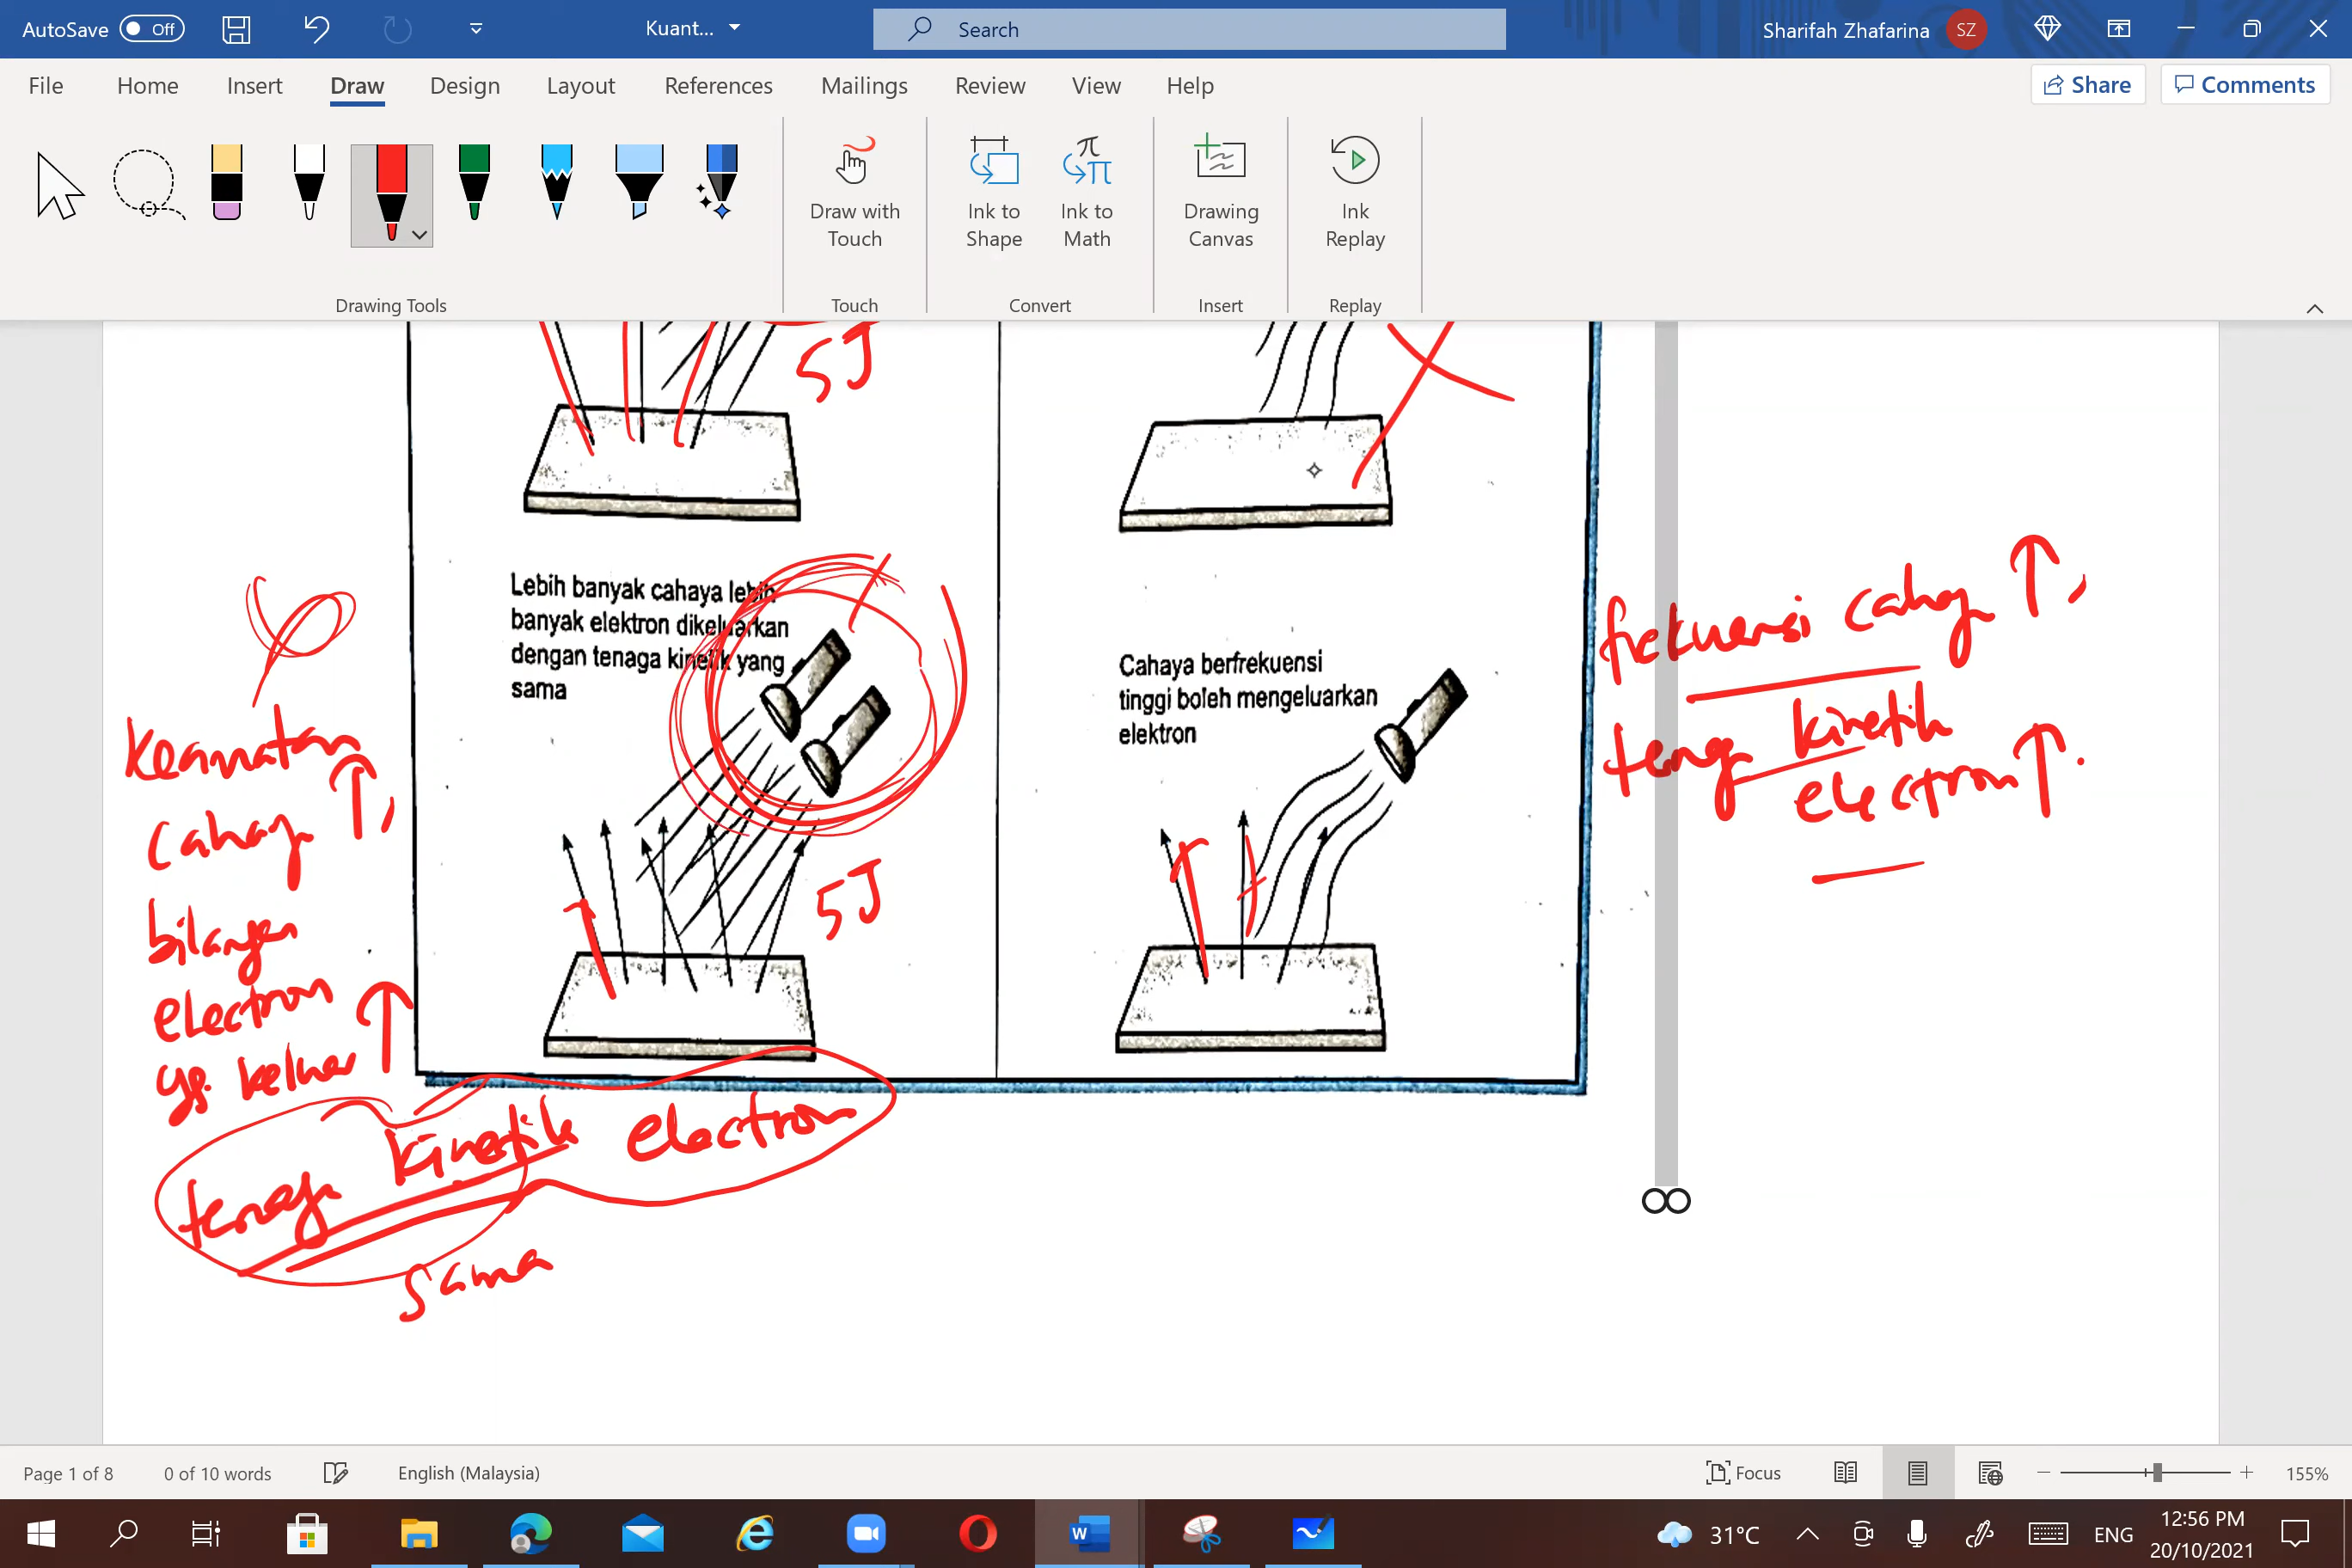 AutoSave Off Kuant... Search Sharifah Zhafarina SZ
File Home Insert Draw Design Layout References Mailings Review View Help Share Comments
Draw with Touch
Ink to Shape
Ink to Math
Drawing Canvas
Ink Replay
Drawing Tools Touch Convert Insert Replay
5J
Lebih banyak cahaya lebih
banyak elektron dikeluarkan
dengan tenaga kinetik yang
sama
5J
Cahaya berfrekuensi
tinggi boleh mengeluarkan
elektron
keamatan
cahaya ↑,
bilangan
electron
yg. keluar ↑
tenaga kinetik electron
sama
frekuensi cahaya ↑,
tenaga kinetik
electron ↑.
Page 1 of 8 0 of 10 words English (Malaysia) Focus 155%
31°C ENG 12:56 PM
20/10/2021